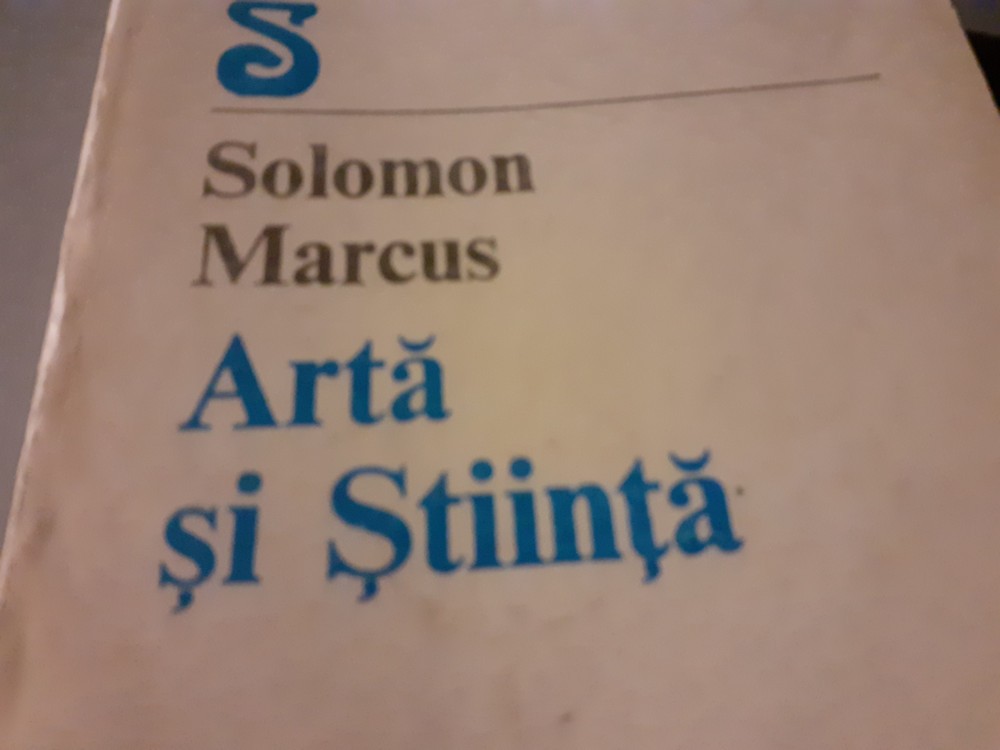 S
Solomon
Marcus
Artă
și Știință